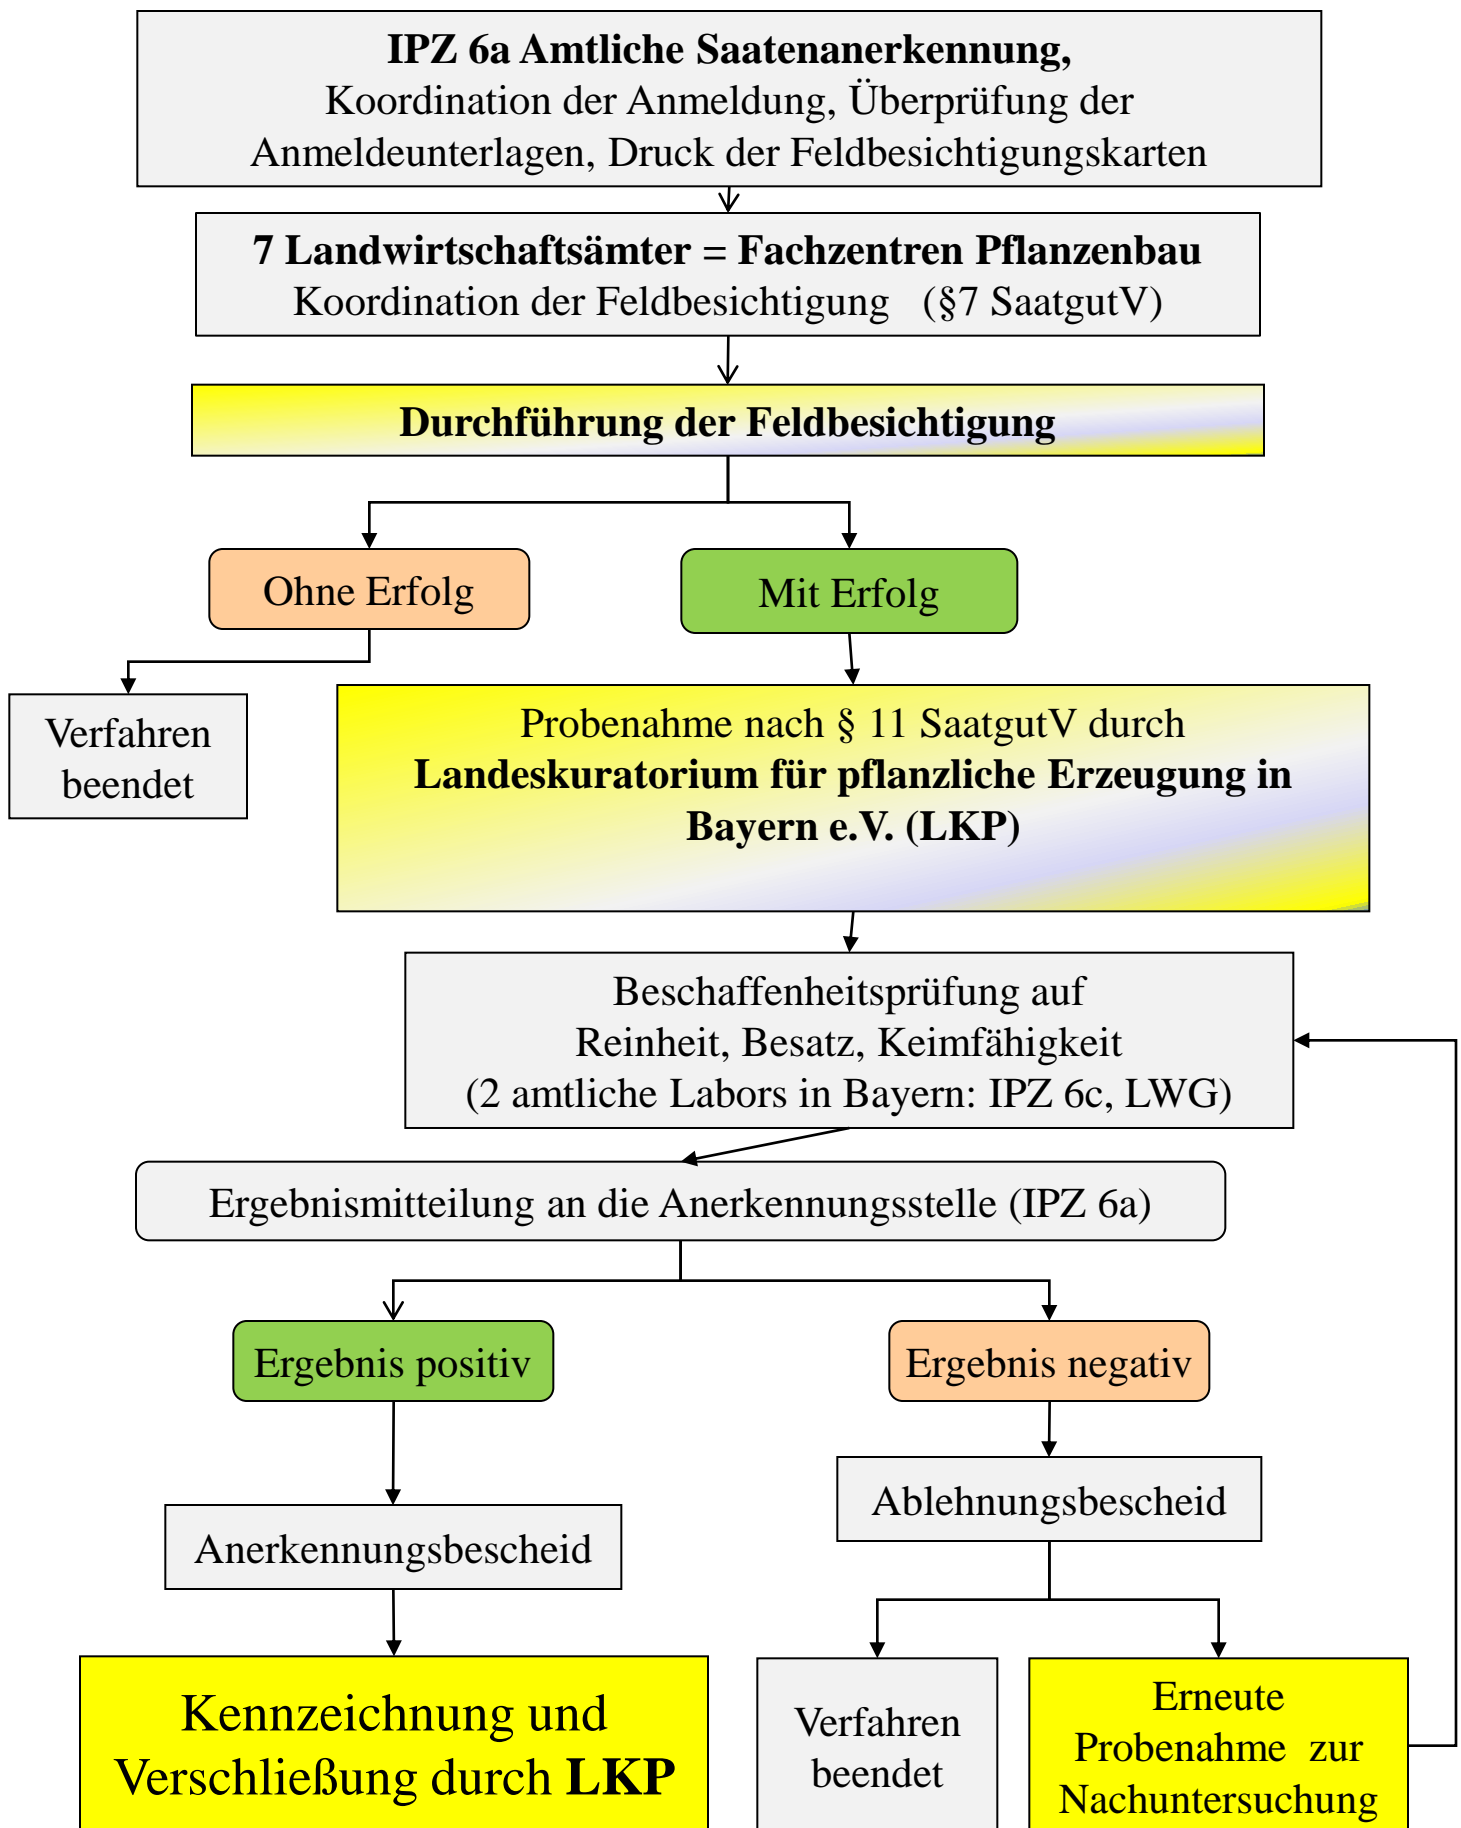 IPZ 6a Amtliche Saatenanerkennung,
Koordination der Anmeldung, Überprüfung der
Anmeldeunterlagen, Druck der Feldbesichtigungskarten
7 Landwirtschaftsämter = Fachzentren Pflanzenbau
Koordination der Feldbesichtigung (§7 SaatgutV)
Durchführung der Feldbesichtigung
Ohne Erfolg
Mit Erfolg
Verfahren
beendet
Probenahme nach § 11 SaatgutV durch
Landeskuratorium für pflanzliche Erzeugung in
Bayern e.V. (LKP)
Beschaffenheitsprüfung auf
Reinheit, Besatz, Keimfähigkeit
(2 amtliche Labors in Bayern: IPZ 6c, LWG)
Ergebnismitteilung an die Anerkennungsstelle (IPZ 6a)
Ergebnis positiv
Ergebnis negativ
Anerkennungsbescheid
Ablehnungsbescheid
Kennzeichnung und
Verschließung durch LKP
Verfahren
beendet
Erneute
Probenahme zur
Nachuntersuchung